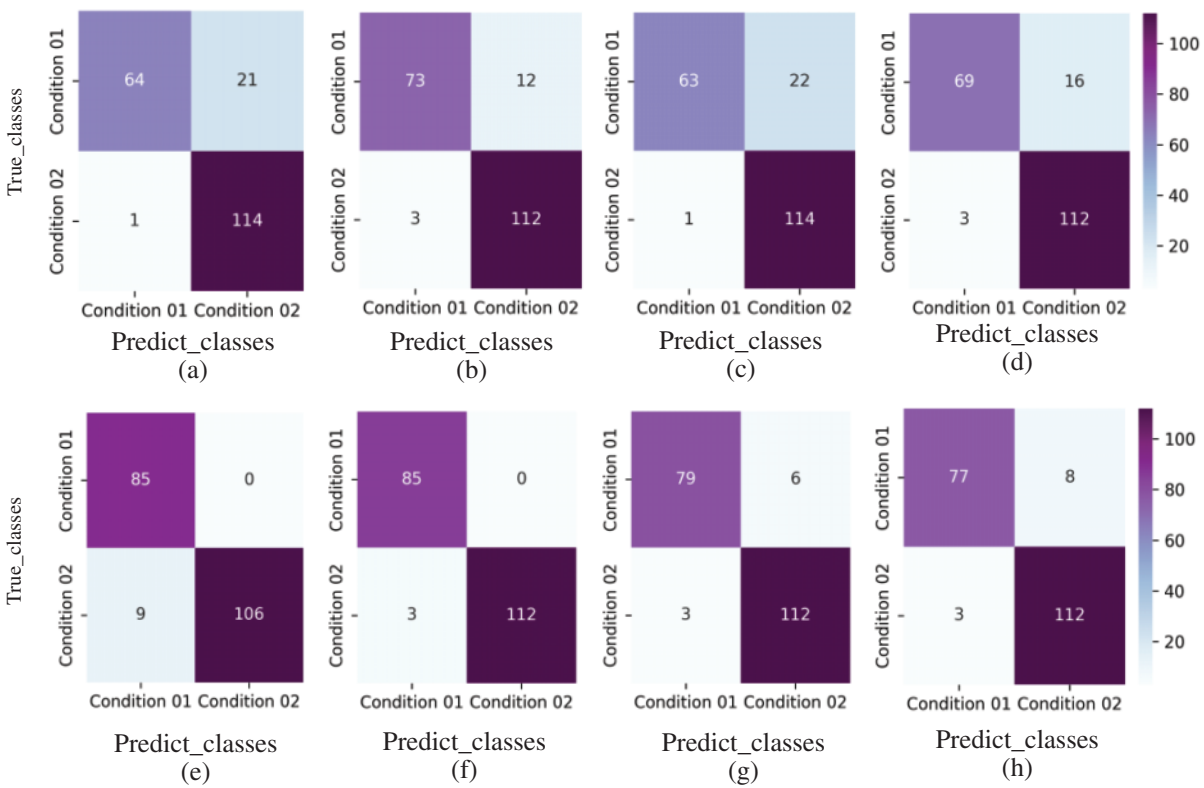 True_classes
Condition 01
64 21
Condition 02
1 114
Condition 01 Condition 02
Predict_classes
(a)
Condition 01
73 12
Condition 02
3 112
Condition 01 Condition 02
Predict_classes
(b)
Condition 01
63 22
Condition 02
1 114
Condition 01 Condition 02
Predict_classes
(c)
Condition 01
69 16
Condition 02
3 112
Condition 01 Condition 02
Predict_classes
(d)
100
80
60
40
20
True_classes
Condition 01
85 0
Condition 02
9 106
Condition 01 Condition 02
Predict_classes
(e)
Condition 01
85 0
Condition 02
3 112
Condition 01 Condition 02
Predict_classes
(f)
Condition 01
79 6
Condition 02
3 112
Condition 01 Condition 02
Predict_classes
(g)
Condition 01
77 8
Condition 02
3 112
Condition 01 Condition 02
Predict_classes
(h)
100
80
60
40
20